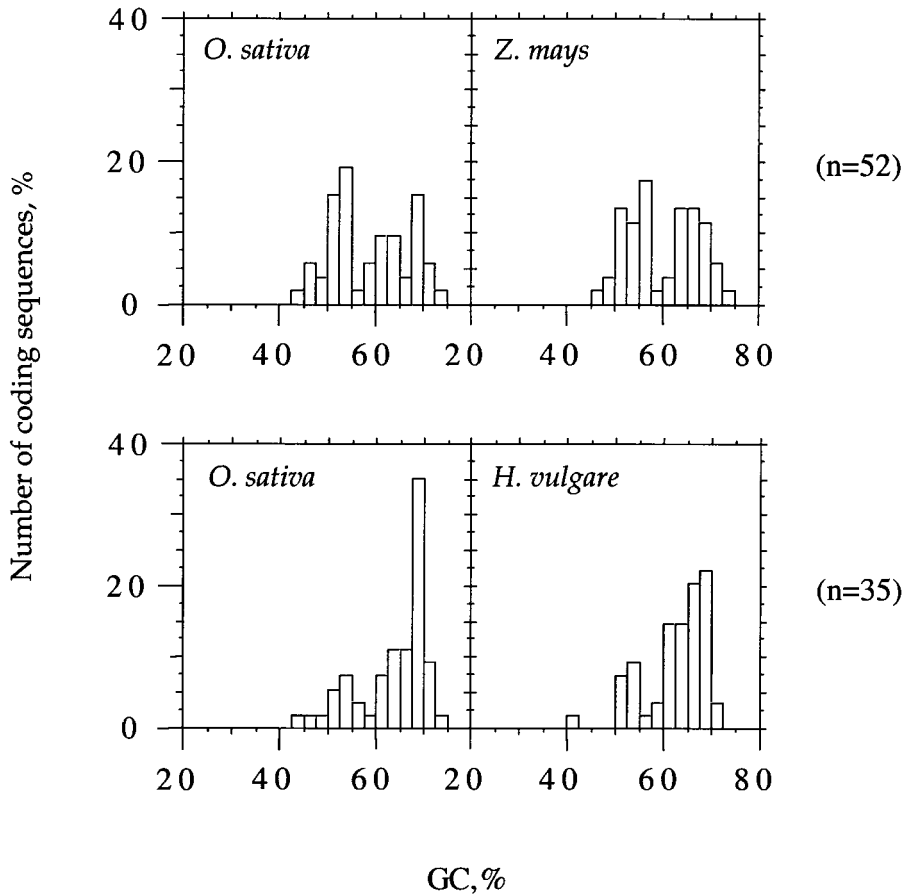 40
O. sativa
Z. mays
20
(n=52)
0
20 40 60 20 40 60 80
Number of coding sequences, %
40
O. sativa
H. vulgare
20
(n=35)
0
20 40 60 20 40 60 80
GC, %